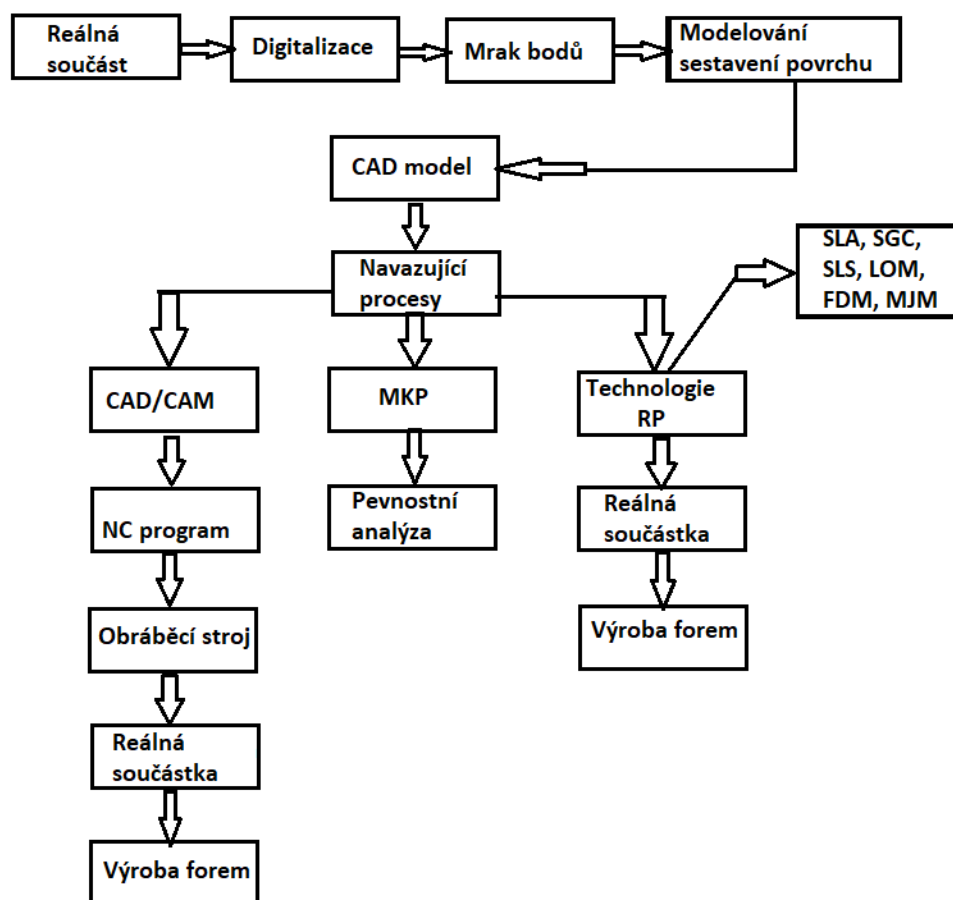 Reálná
součást
Digitalizace
Mrak bodů
Modelování
sestavení povrchu
CAD model
Navazující
procesy
SLA, SGC,
SLS, LOM,
FDM, MJM
CAD/CAM
MKP
Technologie
RP
NC program
Pevnostní
analýza
Reálná
součástka
Obráběcí stroj
Výroba forem
Reálná
součástka
Výroba forem